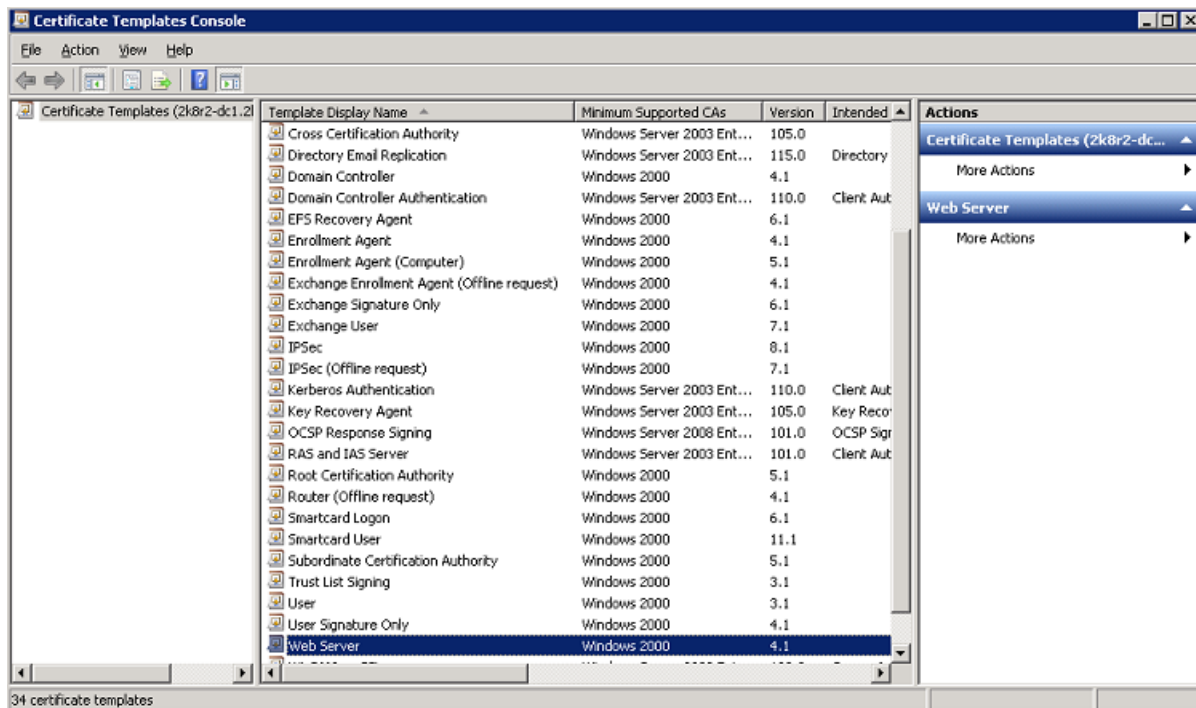 Certificate Templates Console
File Action View Help
Certificate Templates (2k8r2-dc1.2l
Template Display Name Minimum Supported CAs Version Intended
Cross Certification Authority Windows Server 2003 Ent... 105.0
Directory Email Replication Windows Server 2003 Ent... 115.0 Directory
Domain Controller Windows 2000 4.1
Domain Controller Authentication Windows Server 2003 Ent... 110.0 Client Aut
EFS Recovery Agent Windows 2000 6.1
Enrollment Agent Windows 2000 4.1
Enrollment Agent (Computer) Windows 2000 5.1
Exchange Enrollment Agent (Offline request) Windows 2000 4.1
Exchange Signature Only Windows 2000 6.1
Exchange User Windows 2000 7.1
IPSec Windows 2000 8.1
IPSec (Offline request) Windows 2000 7.1
Kerberos Authentication Windows Server 2003 Ent... 110.0 Client Aut
Key Recovery Agent Windows Server 2003 Ent... 105.0 Key Reco
OCSP Response Signing Windows Server 2008 Ent... 101.0 OCSP Sigr
RAS and IAS Server Windows Server 2003 Ent... 101.0 Client Aut
Root Certification Authority Windows 2000 5.1
Router (Offline request) Windows 2000 4.1
Smartcard Logon Windows 2000 6.1
Smartcard User Windows 2000 11.1
Subordinate Certification Authority Windows 2000 5.1
Trust List Signing Windows 2000 3.1
User Windows 2000 3.1
User Signature Only Windows 2000 4.1
Web Server Windows 2000 4.1
Actions
Certificate Templates (2k8r2-dc...
More Actions
Web Server
More Actions
34 certificate templates